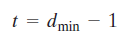 t = d_min − 1